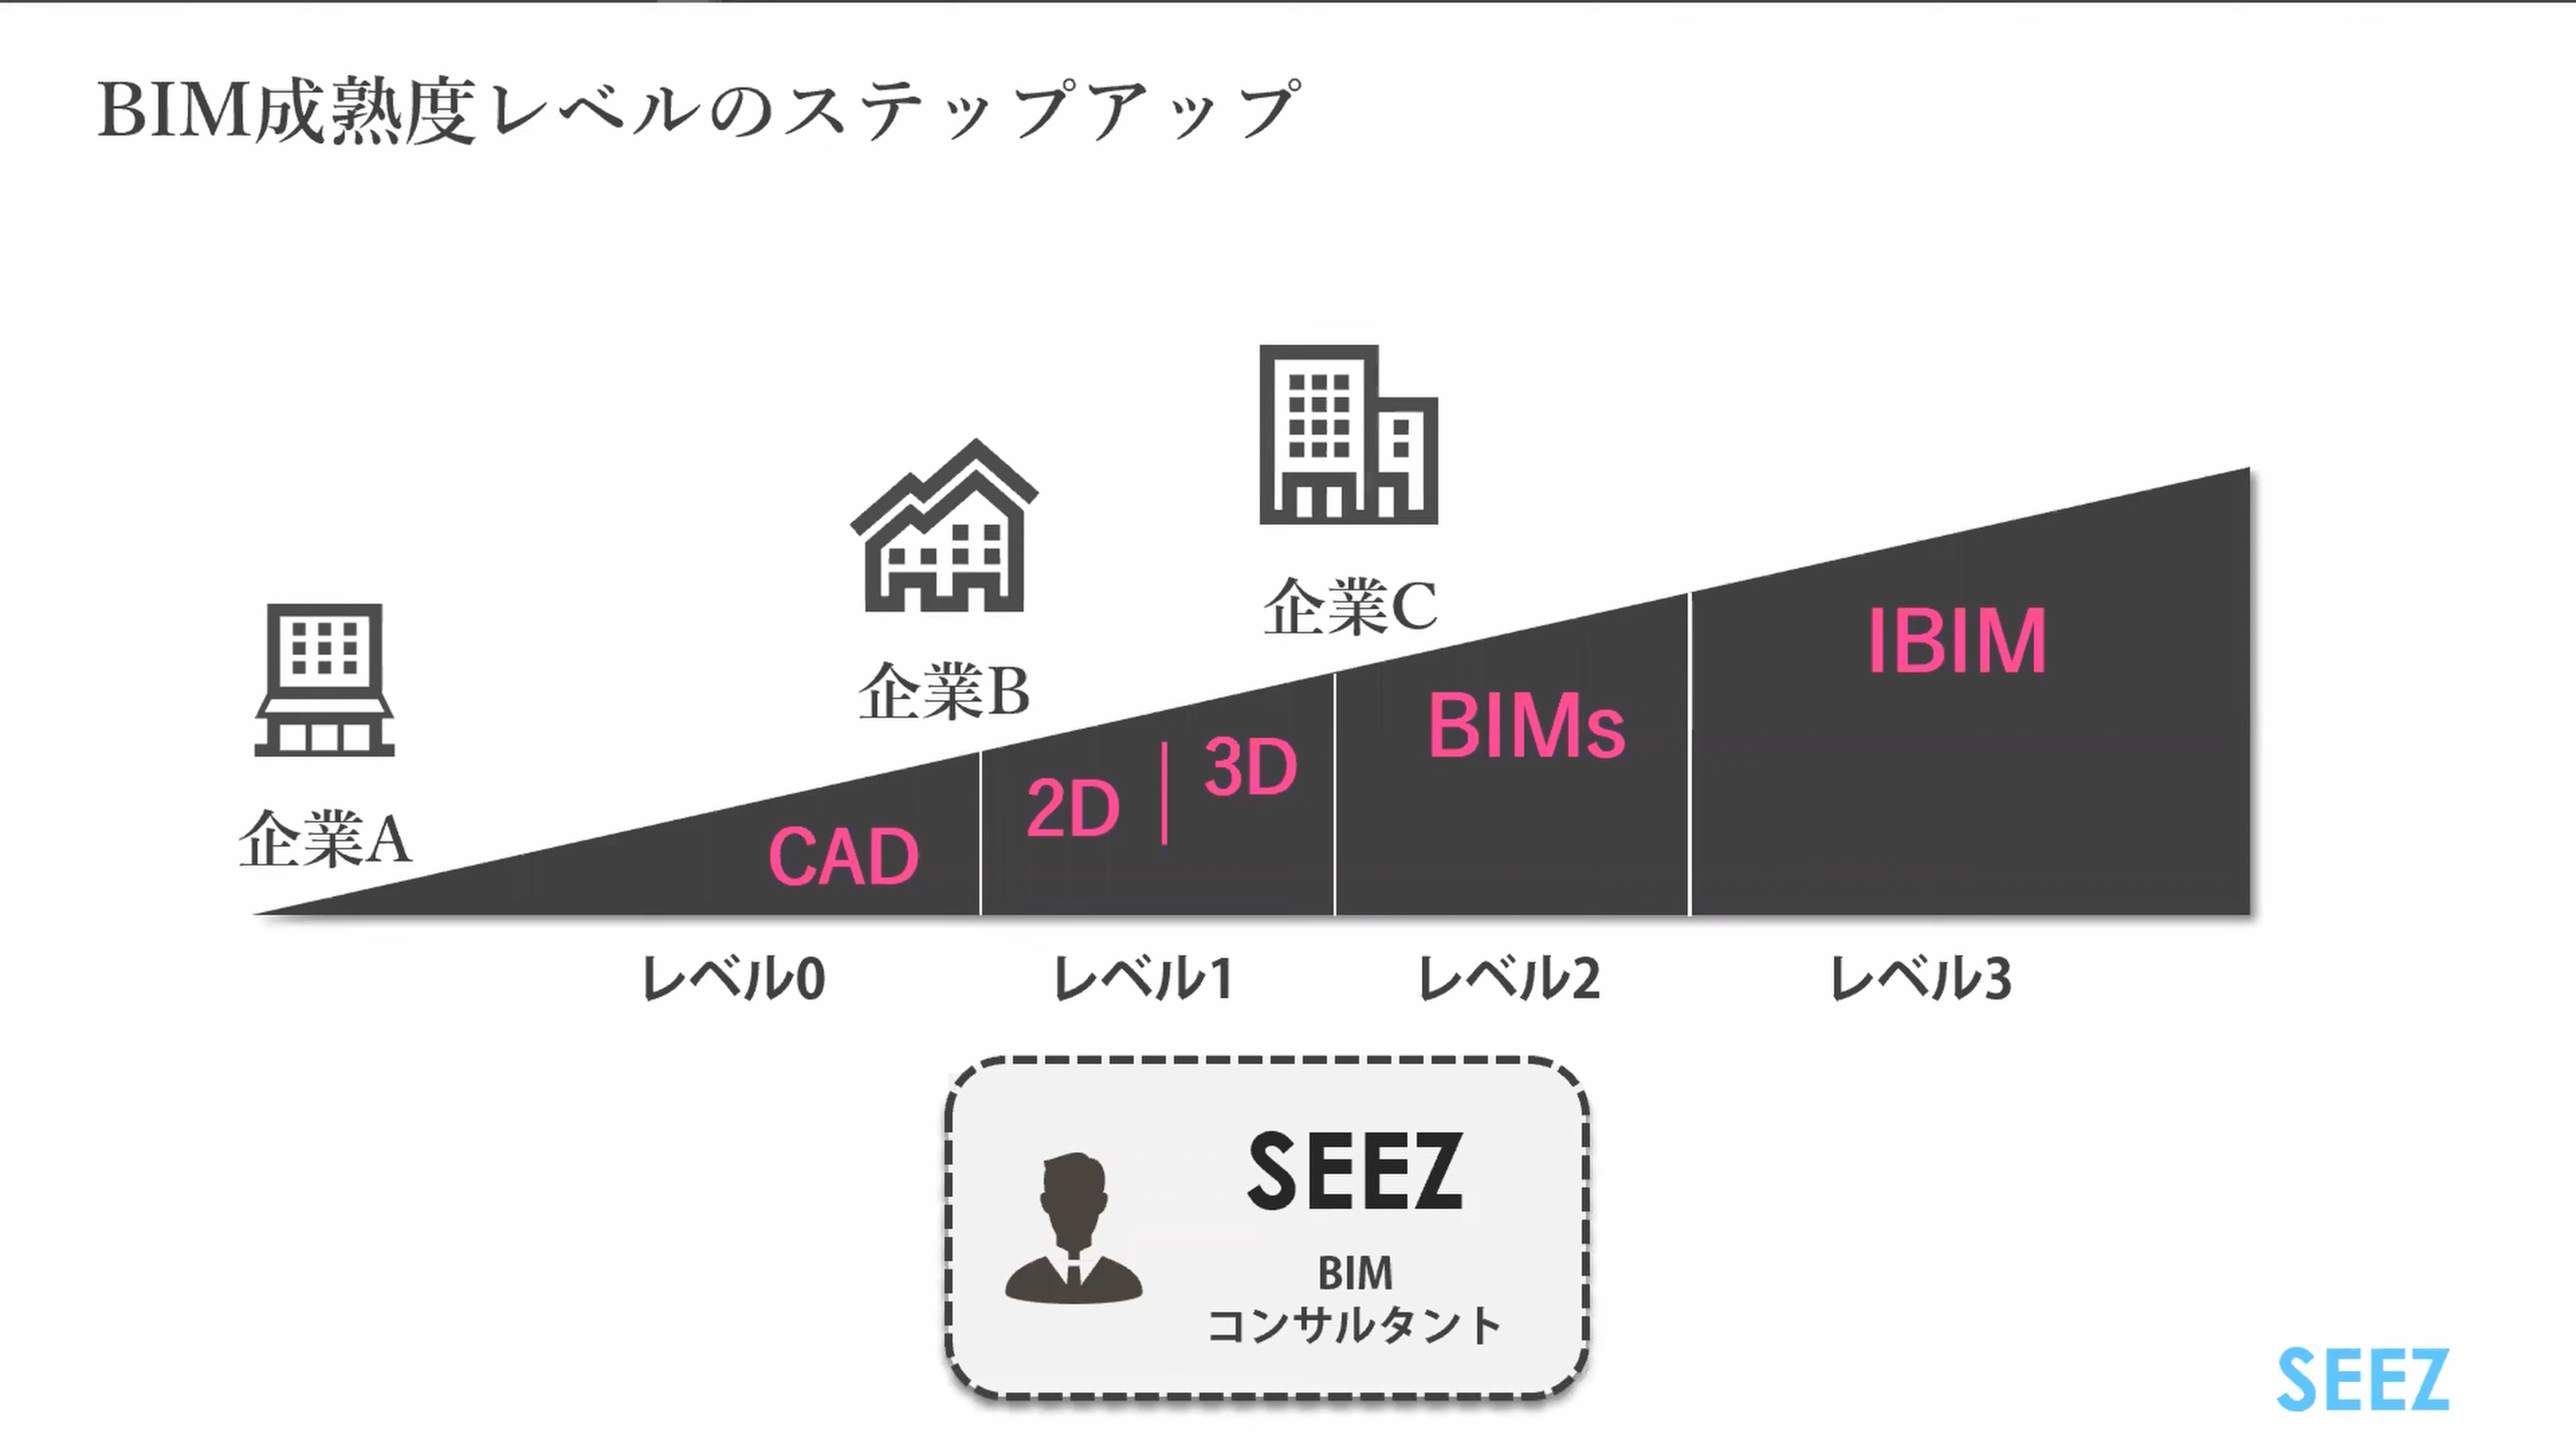 BIM成熟度レベルのステップアップ
企業A
企業B
企業C
CAD
2D
3D
BIMs
IBIM
レベル0
レベル1
レベル2
レベル3
SEEZ
BIM
コンサルタント
SEEZ